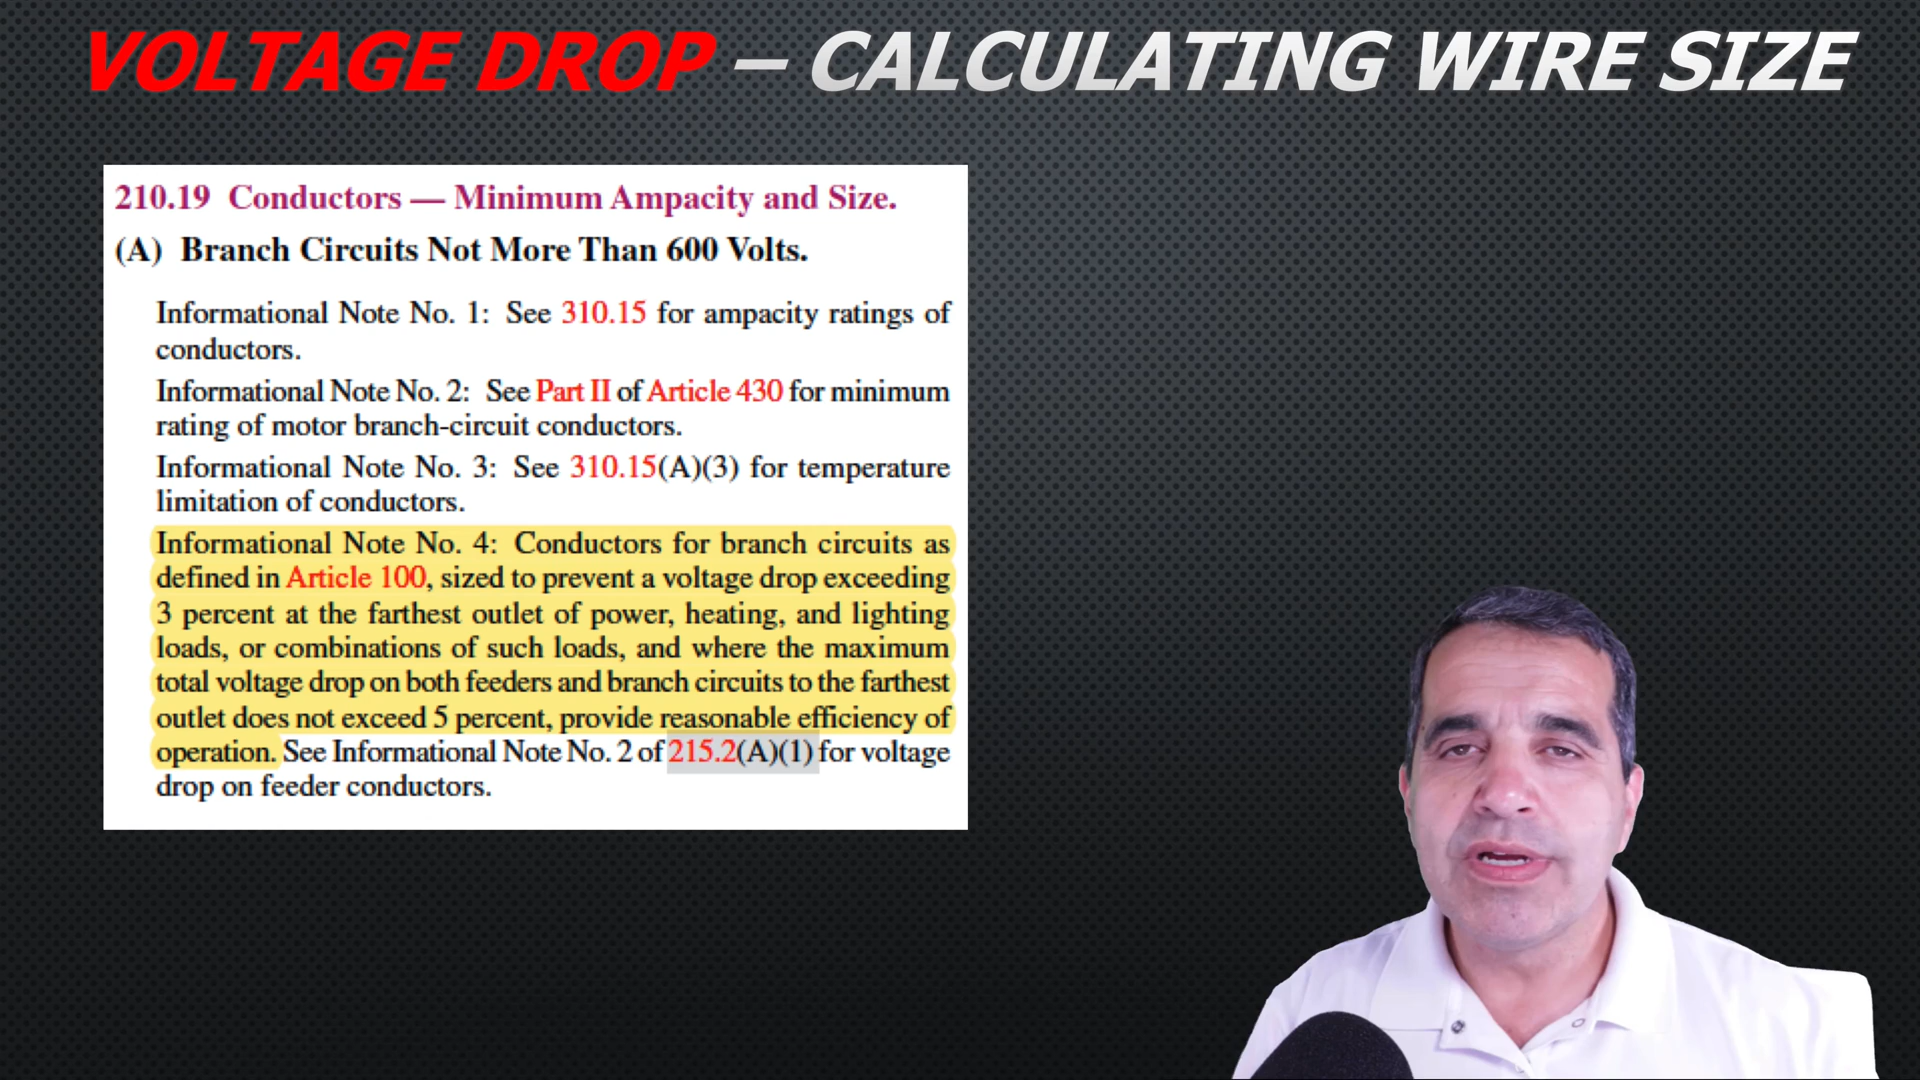 VOLTAGE DROP – CALCULATING WIRE SIZE
210.19 Conductors — Minimum Ampacity and Size.
(A) Branch Circuits Not More Than 600 Volts.
Informational Note No. 1: See 310.15 for ampacity ratings of
conductors.
Informational Note No. 2: See Part II of Article 430 for minimum
rating of motor branch-circuit conductors.
Informational Note No. 3: See 310.15(A)(3) for temperature
limitation of conductors.
Informational Note No. 4: Conductors for branch circuits as
defined in Article 100, sized to prevent a voltage drop exceeding
3 percent at the farthest outlet of power, heating, and lighting
loads, or combinations of such loads, and where the maximum
total voltage drop on both feeders and branch circuits to the farthest
outlet does not exceed 5 percent, provide reasonable efficiency of
operation. See Informational Note No. 2 of 215.2(A)(1) for voltage
drop on feeder conductors.